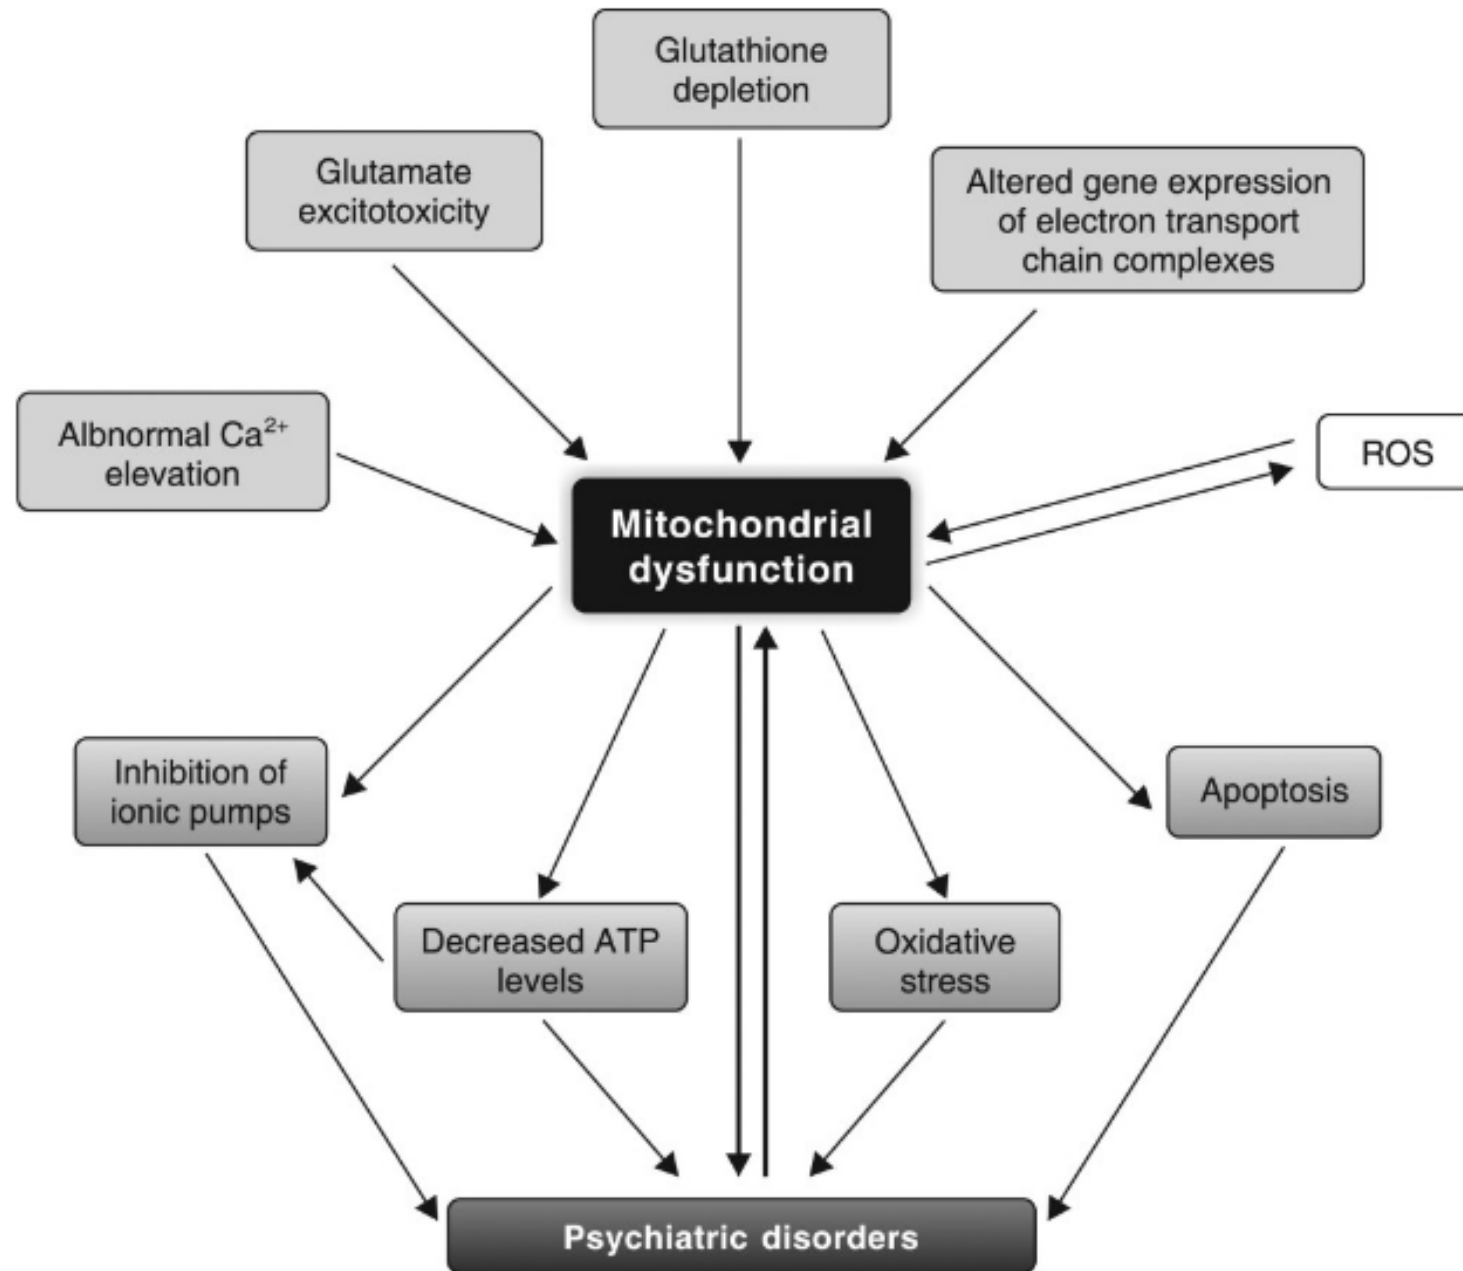 Glutathione
depletion
Glutamate
excitotoxicity
Altered gene expression
of electron transport
chain complexes
Albnormal Ca²⁺
elevation
ROS
Mitochondrial
dysfunction
Inhibition of
ionic pumps
Apoptosis
Decreased ATP
levels
Oxidative
stress
Psychiatric disorders